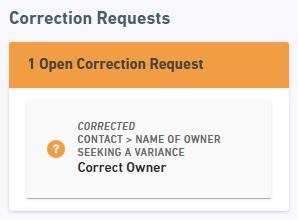 Correction Requests
1 Open Correction Request
?
CORRECTED
CONTACT > NAME OF OWNER
SEEKING A VARIANCE
Correct Owner